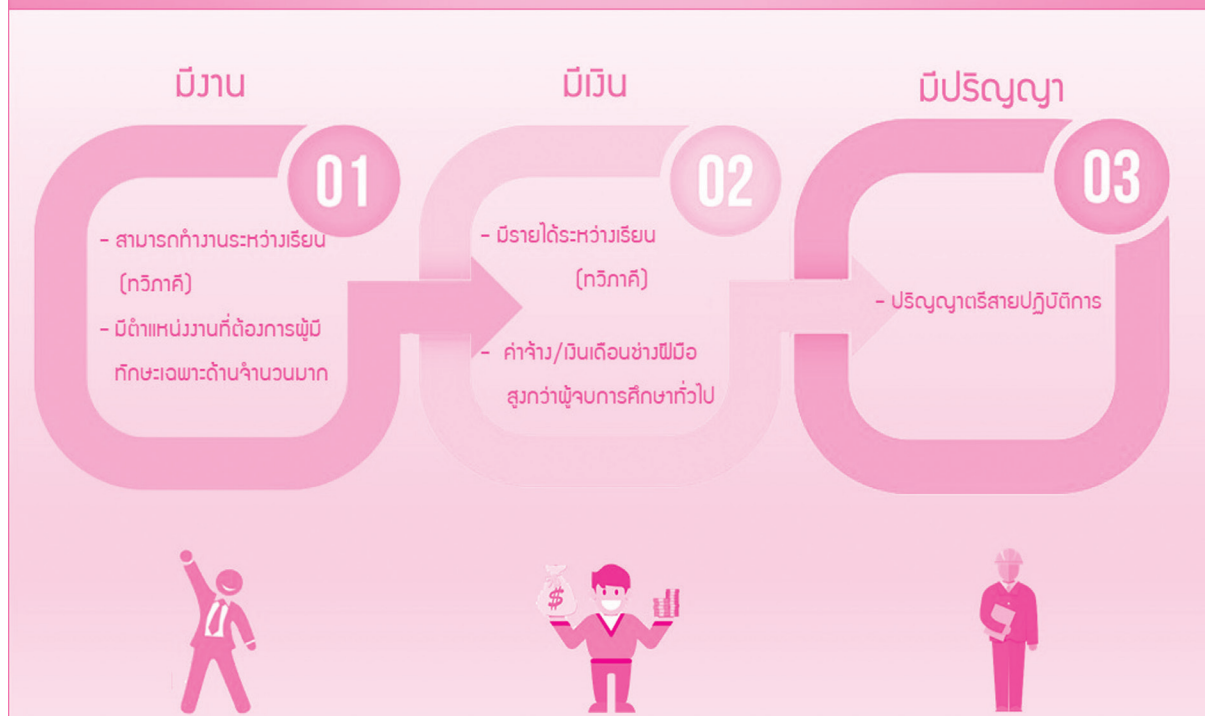 มีงาน
01
- สามารถทำงานระหว่างเรียน
(ทวิภาคี)
- มีตำแหน่งงานที่ต้องการผู้มี
ทักษะเฉพาะด้านจำนวนมาก
มีเงิน
02
- มีรายได้ระหว่างเรียน
(ทวิภาคี)
- ค่าจ้าง/เงินเดือนช่างฝีมือ
สูงกว่าผู้จบการศึกษาทั่วไป
$
มีปริญญา
03
- ปริญญาตรีสายปฏิบัติการ